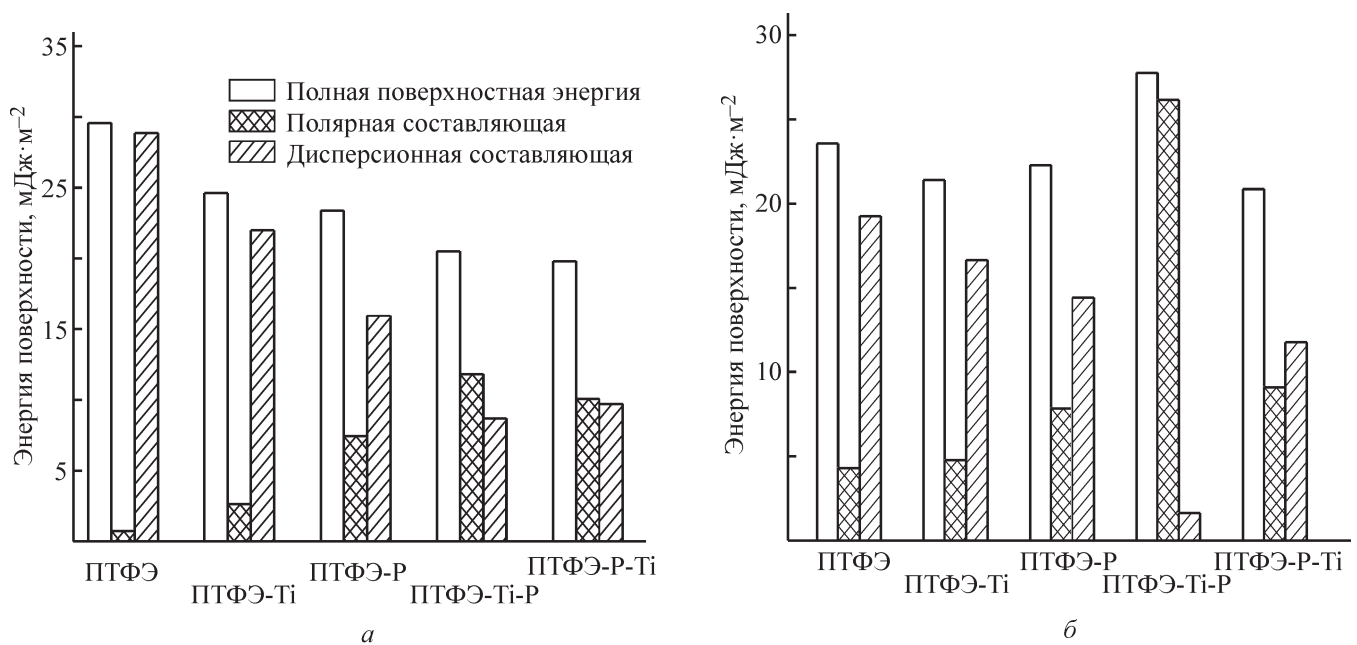 Энергия поверхности, мДж·м–2
35
25
15
5
Полная поверхностная энергия
Полярная составляющая
Дисперсионная составляющая
ПТФЭ
ПТФЭ-Ti
ПТФЭ-P
ПТФЭ-Ti-P
ПТФЭ-P-Ti
а
Энергия поверхности, мДж·м–2
30
20
10
ПТФЭ
ПТФЭ-Ti
ПТФЭ-P
ПТФЭ-Ti-P
ПТФЭ-P-Ti
б